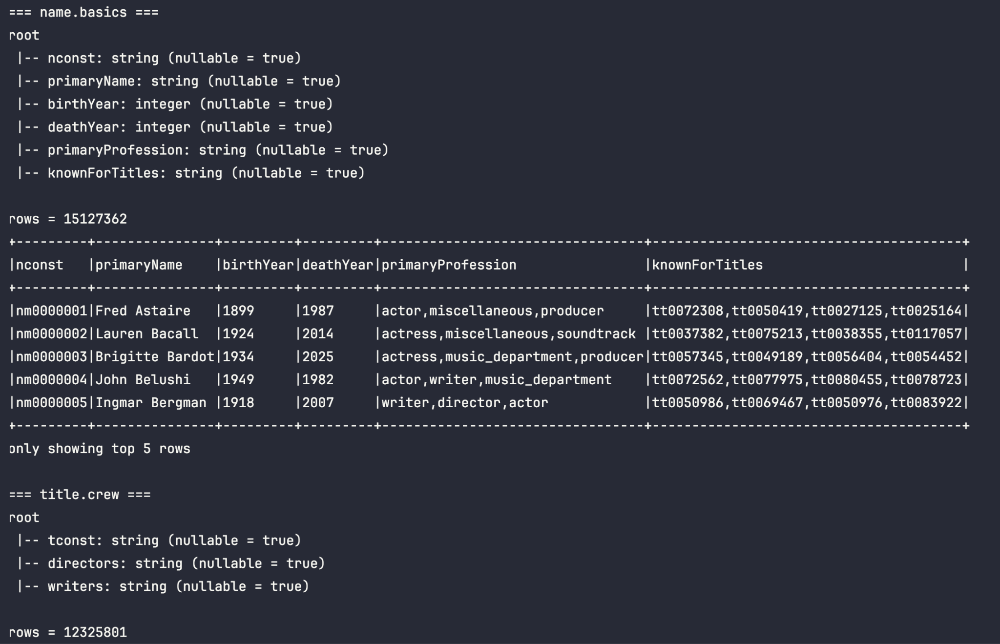 === name.basics ===
root
 |-- nconst: string (nullable = true)
 |-- primaryName: string (nullable = true)
 |-- birthYear: integer (nullable = true)
 |-- deathYear: integer (nullable = true)
 |-- primaryProfession: string (nullable = true)
 |-- knownForTitles: string (nullable = true)

rows = 15127362
+---------+---------------+---------+---------+---------------------------------+---------------------------------------+
|nconst   |primaryName    |birthYear|deathYear|primaryProfession                |knownForTitles                         |
+---------+---------------+---------+---------+---------------------------------+---------------------------------------+
|nm0000001|Fred Astaire   |1899     |1987     |actor,miscellaneous,producer     |tt0072308,tt0050419,tt0027125,tt0025164|
|nm0000002|Lauren Bacall  |1924     |2014     |actress,miscellaneous,soundtrack |tt0037382,tt0075213,tt0038355,tt0117057|
|nm0000003|Brigitte Bardot|1934     |2025     |actress,music_department,producer|tt0057345,tt0049189,tt0056404,tt0054452|
|nm0000004|John Belushi   |1949     |1982     |actor,writer,music_department    |tt0072562,tt0077975,tt0080455,tt0078723|
|nm0000005|Ingmar Bergman |1918     |2007     |writer,director,actor            |tt0050986,tt0069467,tt0050976,tt0083922|
+---------+---------------+---------+---------+---------------------------------+---------------------------------------+
only showing top 5 rows

=== title.crew ===
root
 |-- tconst: string (nullable = true)
 |-- directors: string (nullable = true)
 |-- writers: string (nullable = true)

rows = 12325801